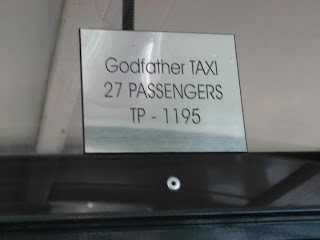 Godfather TAXI
27 PASSENGERS
TP - 1195